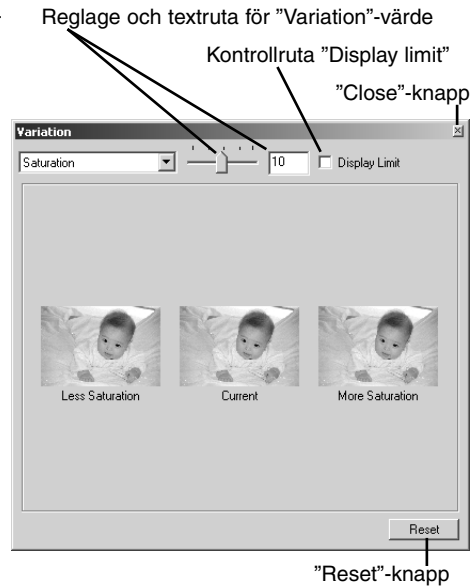 Reglage och textruta för ”Variation”-värde
Kontrollruta ”Display limit”
”Close”-knapp
Variation
Saturation
10
Display Limit
Less Saturation
Current
More Saturation
Reset
”Reset”-knapp